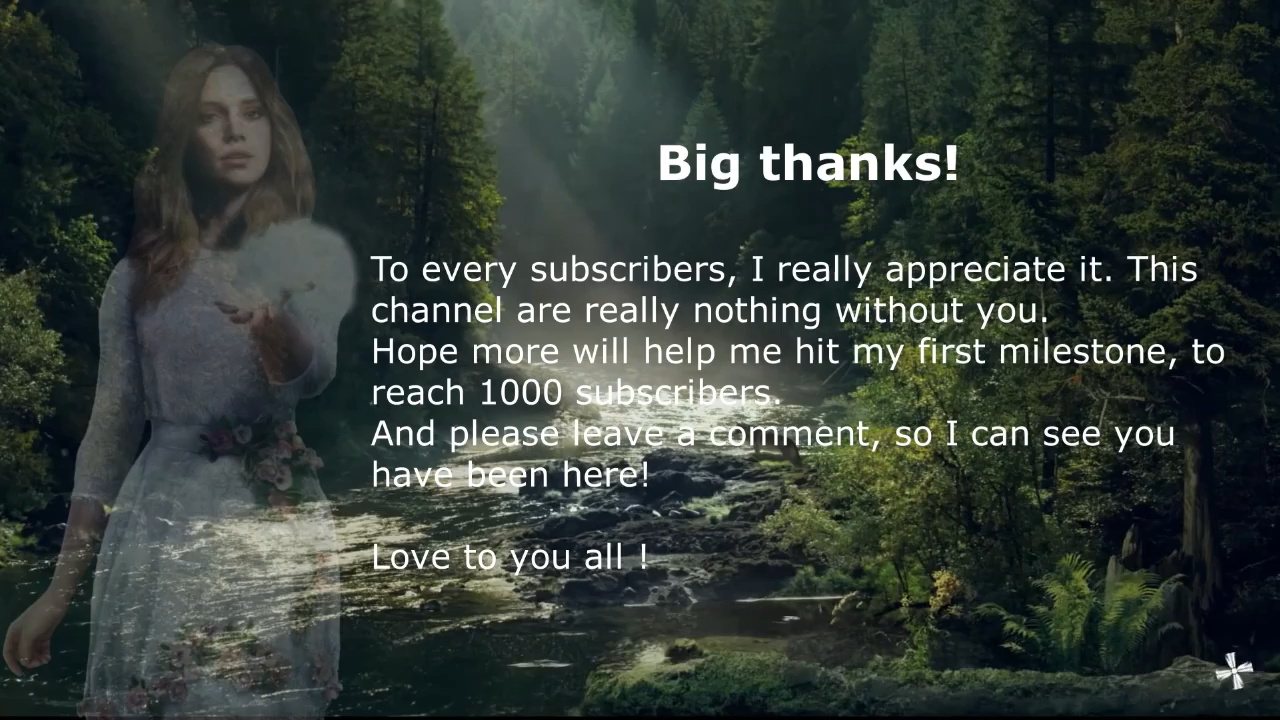 Big thanks!
To every subscribers, I really appreciate it. This
channel are really nothing without you.
Hope more will help me hit my first milestone, to
reach 1000 subscribers.
And please leave a comment, so I can see you
have been here!
Love to you all !